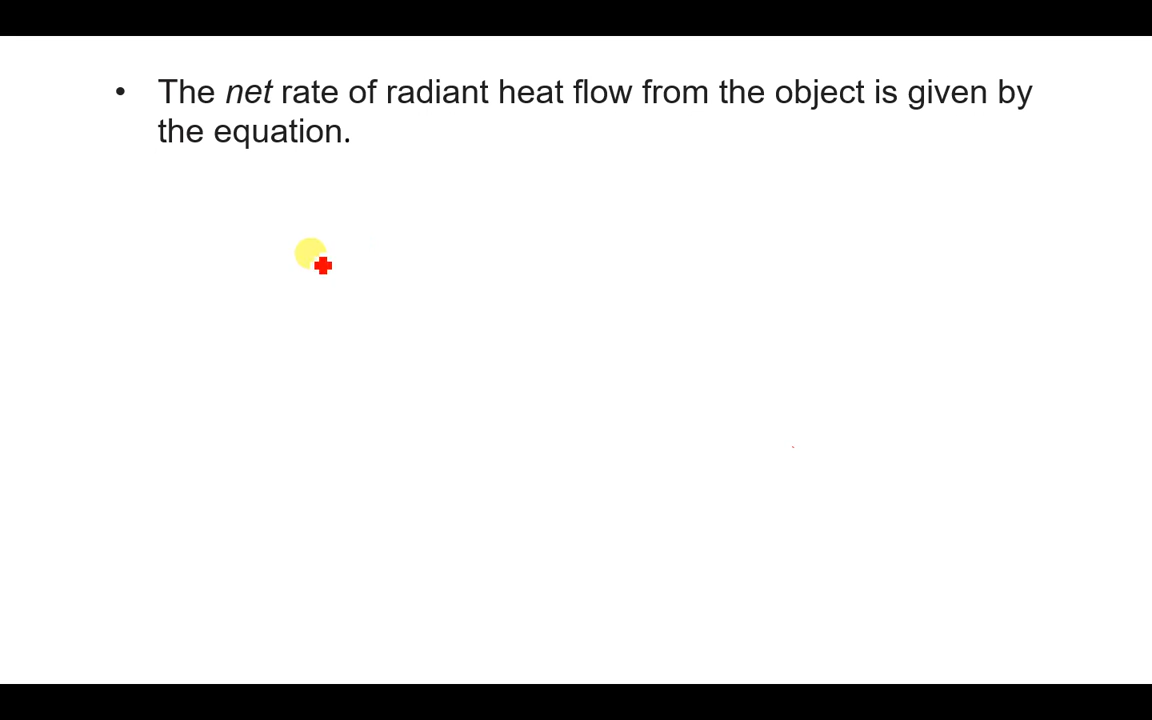 • The net rate of radiant heat flow from the object is given by
the equation.